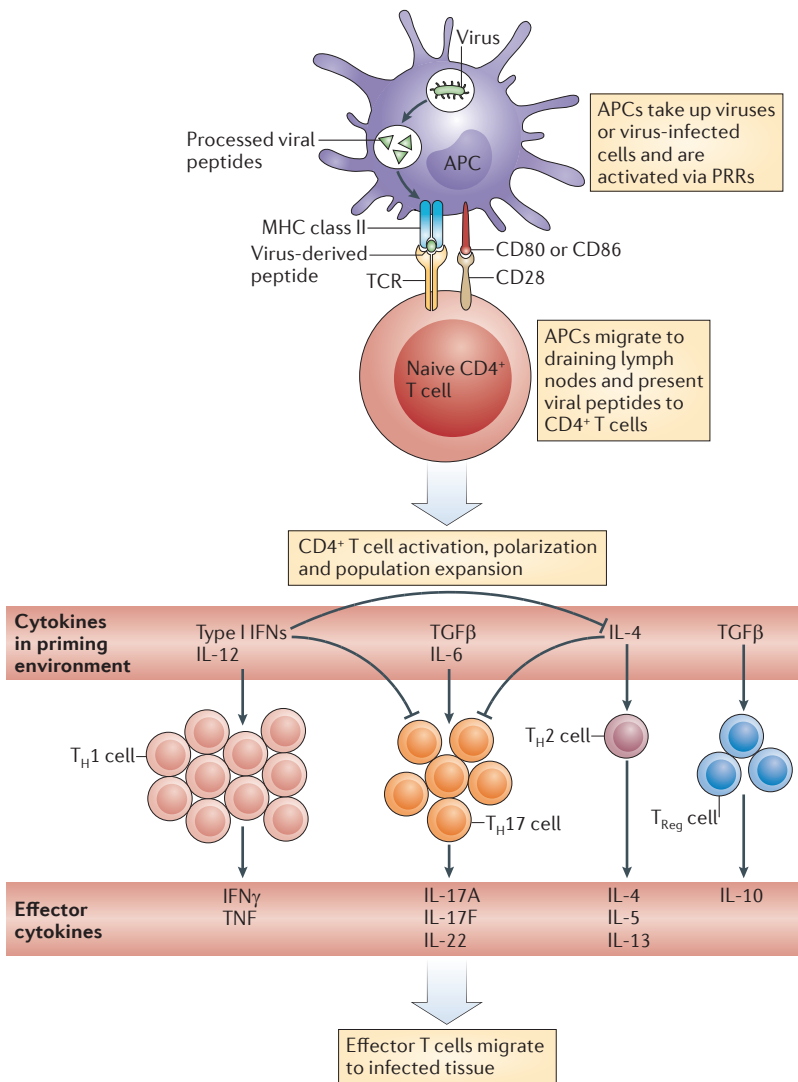 Virus
APCs take up viruses
or virus-infected
cells and are
activated via PRRs
Processed viral
peptides
APC
MHC class II
Virus-derived
peptide
TCR
CD80 or CD86
CD28
Naive CD4⁺
T cell
APCs migrate to
draining lymph
nodes and present
viral peptides to
CD4⁺ T cells
CD4⁺ T cell activation, polarization
and population expansion
Cytokines
in priming
environment
Type I IFNs
IL-12
TGFβ
IL-6
IL-4
TGFβ
T_H1 cell
T_H17 cell
T_H2 cell
T_Reg cell
Effector
cytokines
IFNγ
TNF
IL-17A
IL-17F
IL-22
IL-4
IL-5
IL-13
IL-10
Effector T cells migrate
to infected tissue